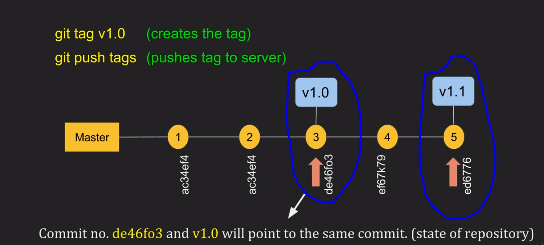 git tag v1.0 (creates the tag)
git push tags (pushes tag to server)
v1.0
v1.1
Master
1
2
3
4
5
ac34ef4
ac34ef4
de46fo3
ef67k79
ed6776
Commit no. de46fo3 and v1.0 will point to the same commit. (state of repository)